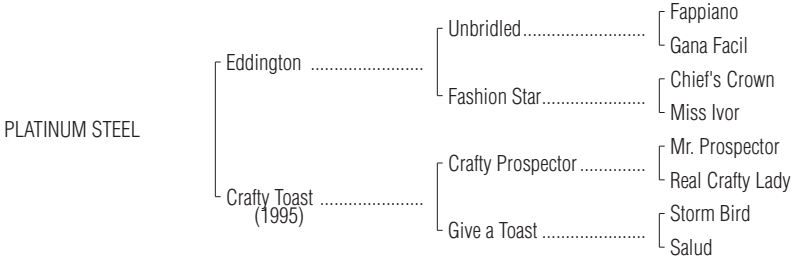 Fappiano
Unbridled.........................
Gana Facil
Eddington ........................
Chief's Crown
Fashion Star......................
Miss Ivor
PLATINUM STEEL
Mr. Prospector
Crafty Prospector ..............
Real Crafty Lady
Crafty Toast ......................
(1995)
Storm Bird
Give a Toast ......................
Salud